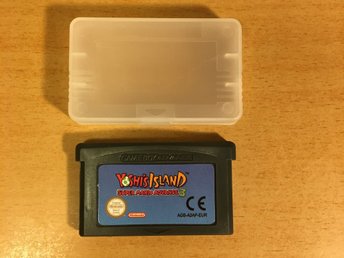 GAME BOY ADVANCE
YOSHI'S ISLAND
SUPER MARIO ADVANCE 3
CE
Nintendo
AGB-A3AP-EUR